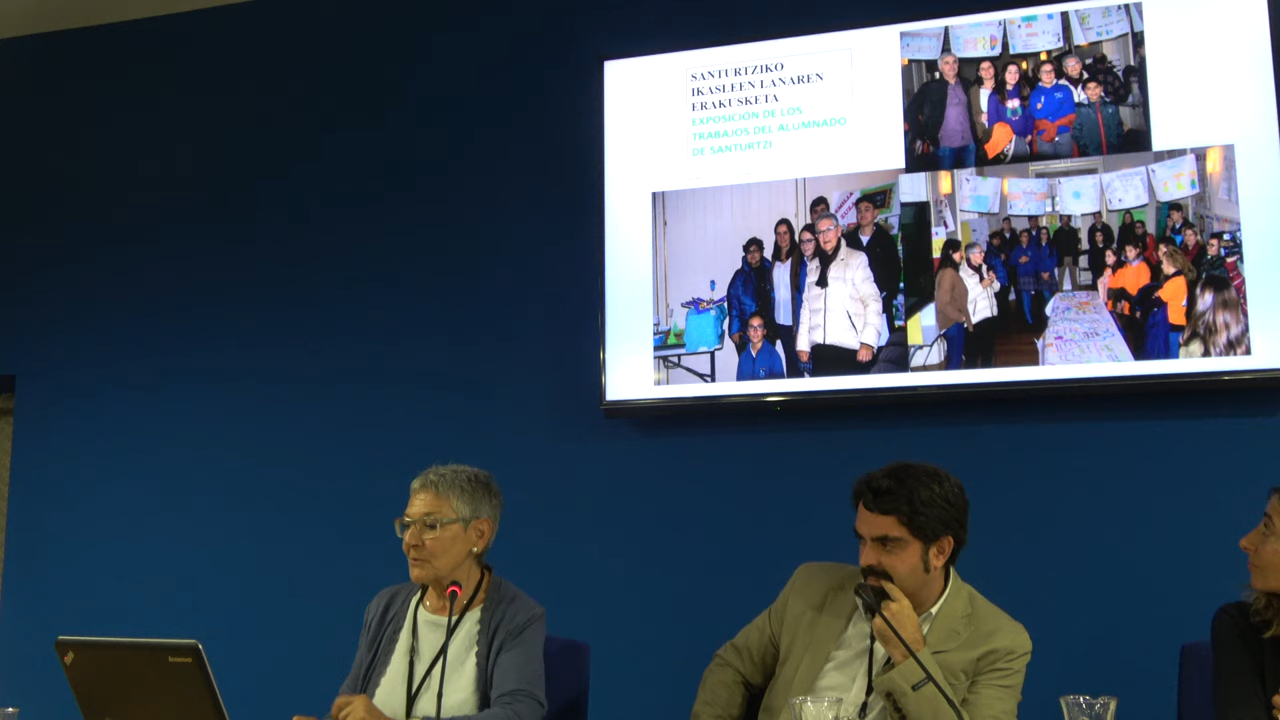 SANTURTZIKO
IKASLEEN LANAREN
ERAKUSKETA
EXPOSICIÓN DE LOS
TRABAJOS DEL ALUMNADO
DE SANTURTZI
lenovo